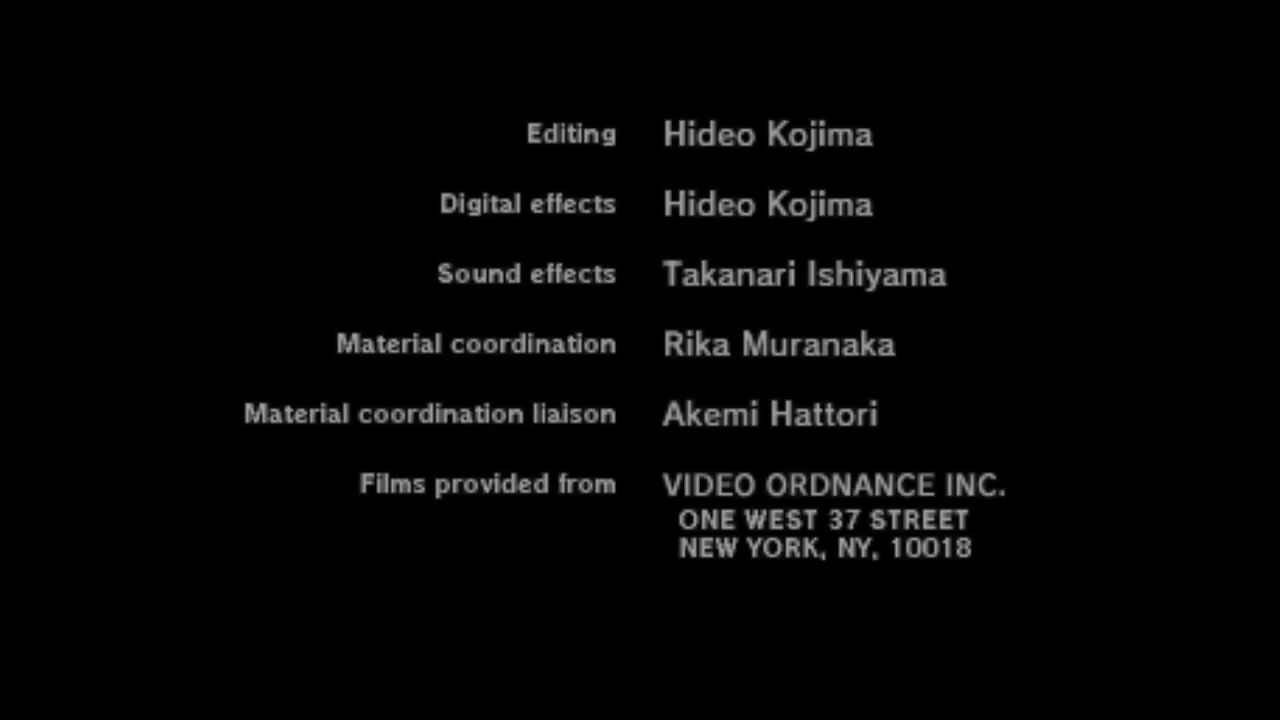 Editing Hideo Kojima
Digital effects Hideo Kojima
Sound effects Takanari Ishiyama
Material coordination Rika Muranaka
Material coordination liaison Akemi Hattori
Films provided from VIDEO ORDNANCE INC.
ONE WEST 37 STREET
NEW YORK, NY, 10018